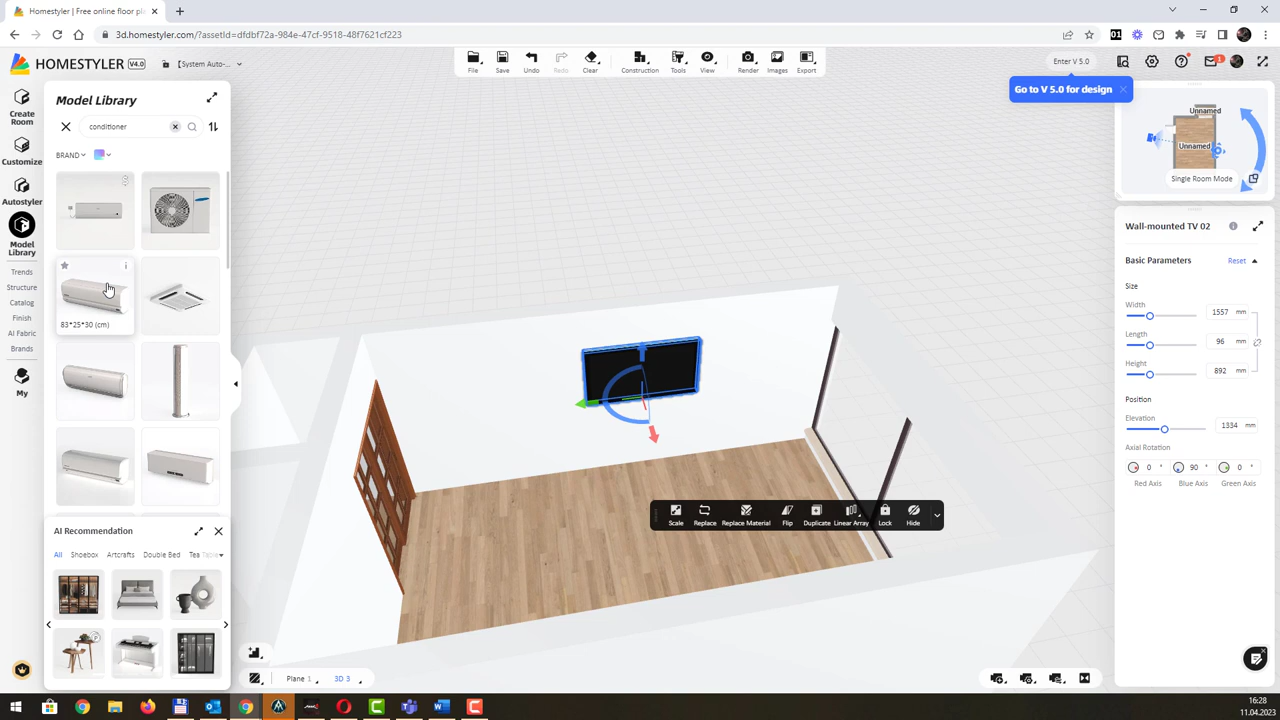 Homestyler | Free online floor pla
3d.homestyler.com/?assetId=dfdbf72a-984e-47cf-9518-48f7621cf223
HOMESTYLER V4.0
[System Auto-...
File
Save
Undo
Redo
Clear
Construction
Tools
View
Render
Images
Export
Enter V 5.0
1
Go to V 5.0 for design
Create Room
Customize
Autostyler
Model Library
Trends
Structure
Catalog
Finish
AI Fabric
Brands
My
Model Library
conditioner
BRAND
83*25*30 (cm)
AI Recommendation
All Shoebox Artcrafts Double Bed Tea Table
Unnamed
Unnamed
Single Room Mode
Wall-mounted TV 02
Basic Parameters Reset
Size
Width
1557 mm
Length
96 mm
Height
892 mm
Position
Elevation
1334 mm
Axial Rotation
0 ° 90 ° 0 °
Red Axis Blue Axis Green Axis
Scale
Replace
Replace Material
Flip
Duplicate
Linear Array
Lock
Hide
Plane 1
3D 3
16:28
11.04.2023